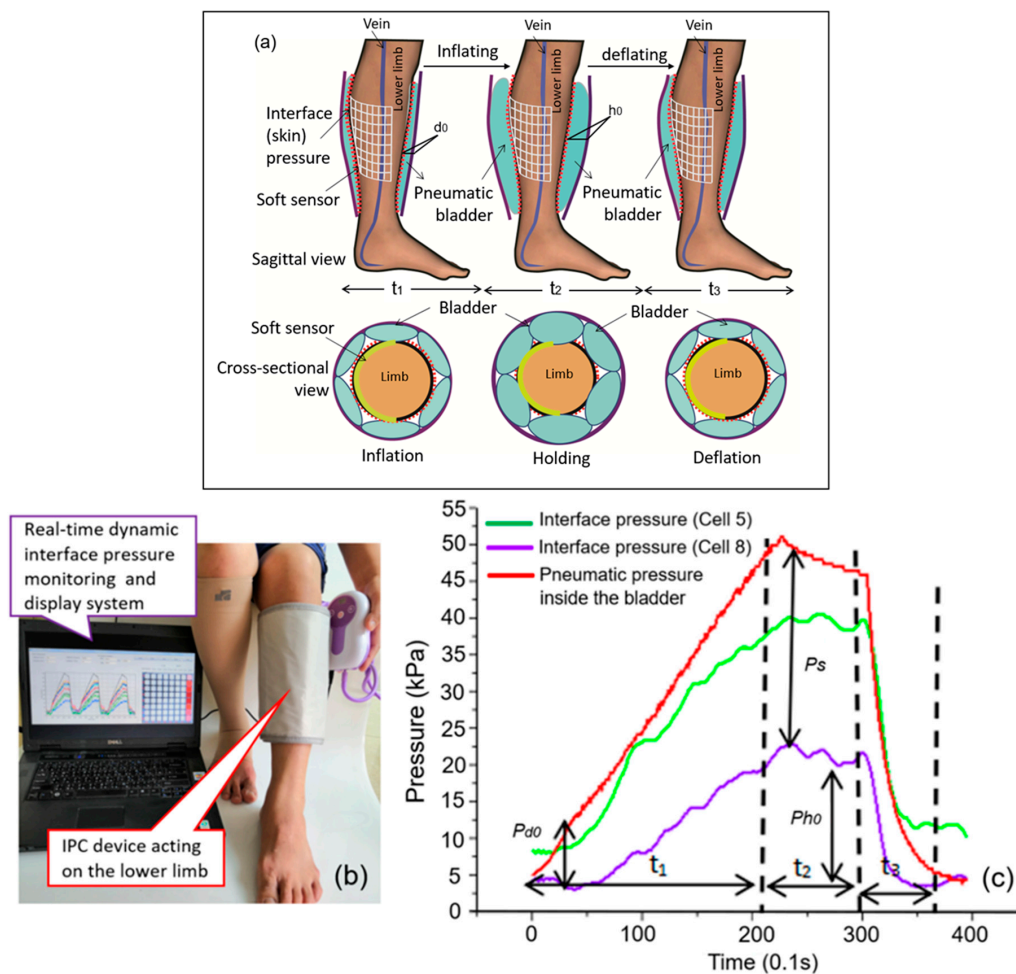 (a)
Vein
Inflating
Vein
deflating
Vein
Lower limb
Lower limb
Lower limb
Interface
(skin)
pressure
d0
h0
Soft sensor
Pneumatic
bladder
Pneumatic
bladder
Sagittal view
t1
t2
t3
Bladder
Bladder
Soft sensor
Cross-sectional
view
Limb
Limb
Limb
Inflation
Holding
Deflation
Real-time dynamic
interface pressure
monitoring and
display system
DELL
IPC device acting
on the lower limb
(b)
Interface pressure (Cell 5)
Interface pressure (Cell 8)
Pneumatic pressure
inside the bladder
Pressure (kPa)
55
50
45
40
35
30
25
20
15
10
5
0
Pd0
Ps
Ph0
t1
t2
t3
(c)
0
100
200
300
400
Time (0.1s)